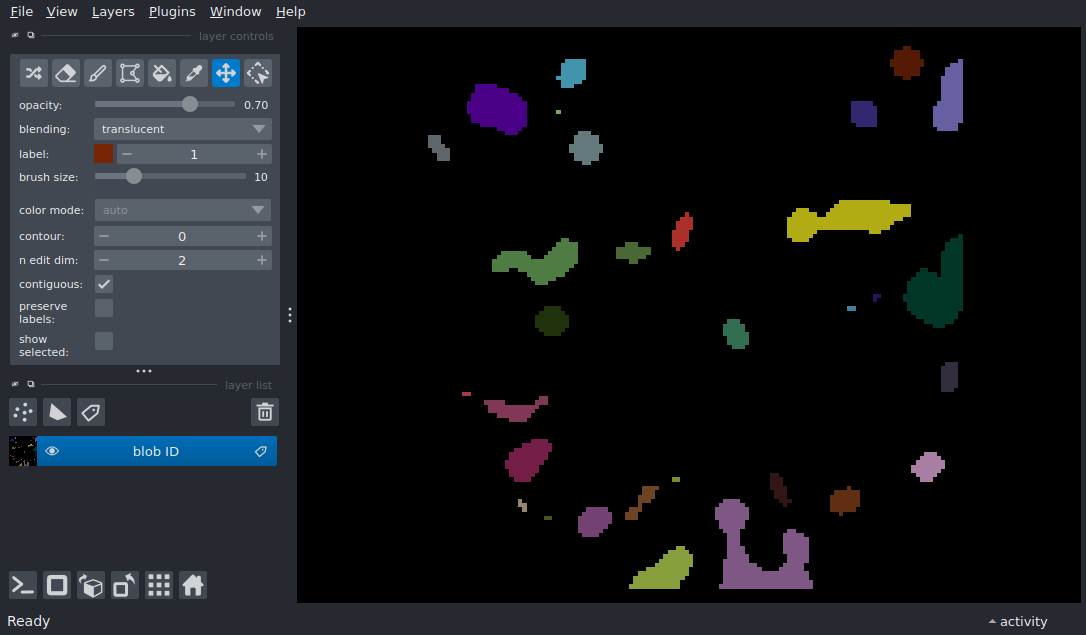 File View Layers Plugins Window Help
layer controls
opacity: 0.70
blending: translucent
label: 1
brush size: 10
color mode: auto
contour: 0
n edit dim: 2
contiguous:
preserve
labels:
show
selected:
layer list
blob ID
Ready
activity